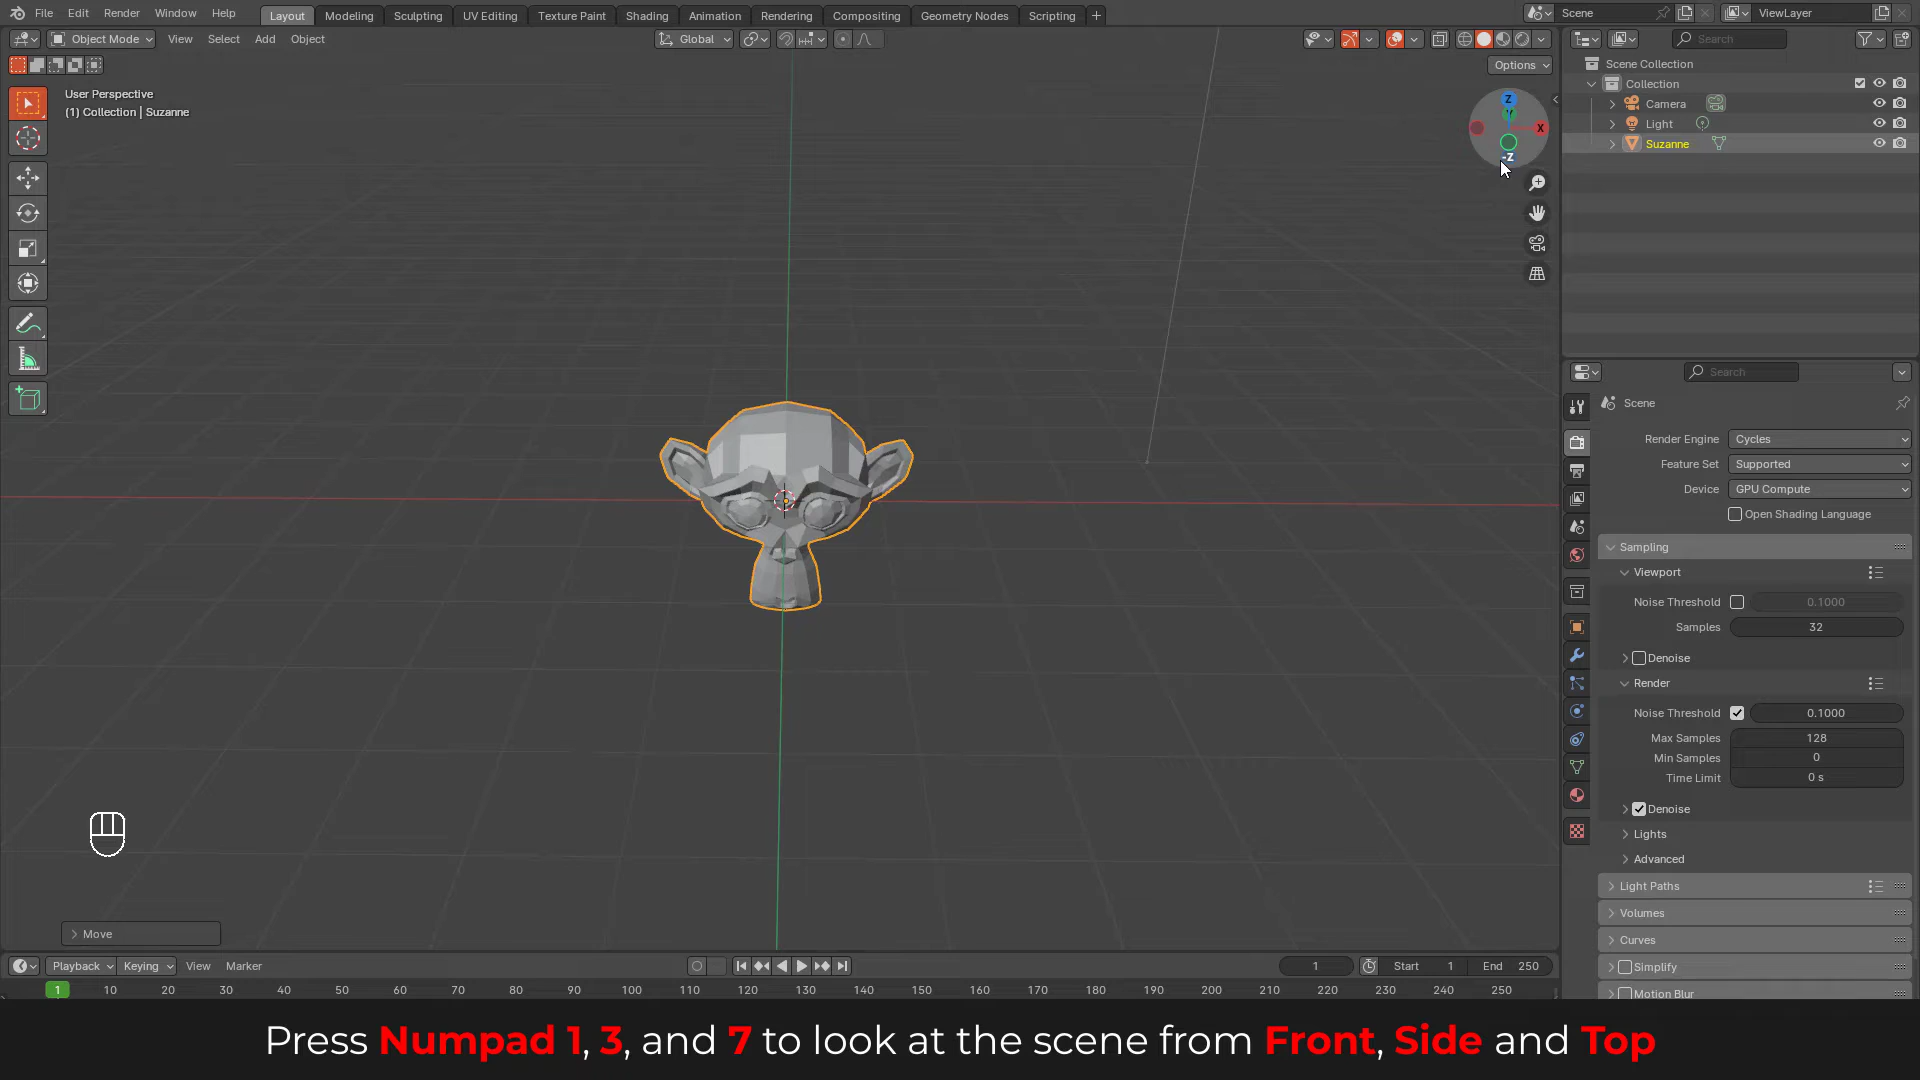 File Edit Render Window Help Layout Modeling Sculpting UV Editing Texture Paint Shading Animation Rendering Compositing Geometry Nodes Scripting + Scene ViewLayer
Object Mode View Select Add Object Global Search
Options
User Perspective
(1) Collection | Suzanne
Z
Y
X
-Z
Scene Collection
Collection
Camera
Light
Suzanne
Search
Scene
Render Engine Cycles
Feature Set Supported
Device GPU Compute
Open Shading Language
Sampling
Viewport
Noise Threshold 0.1000
Samples 32
Denoise
Render
Noise Threshold 0.1000
Max Samples 128
Min Samples 0
Time Limit 0 s
Denoise
Lights
Advanced
Light Paths
Volumes
Curves
Simplify
Motion Blur
Move
Playback Keying View Marker 1 Start 1 End 250
1 10 20 30 40 50 60 70 80 90 100 110 120 130 140 150 160 170 180 190 200 210 220 230 240 250
Press Numpad 1, 3, and 7 to look at the scene from Front, Side and Top